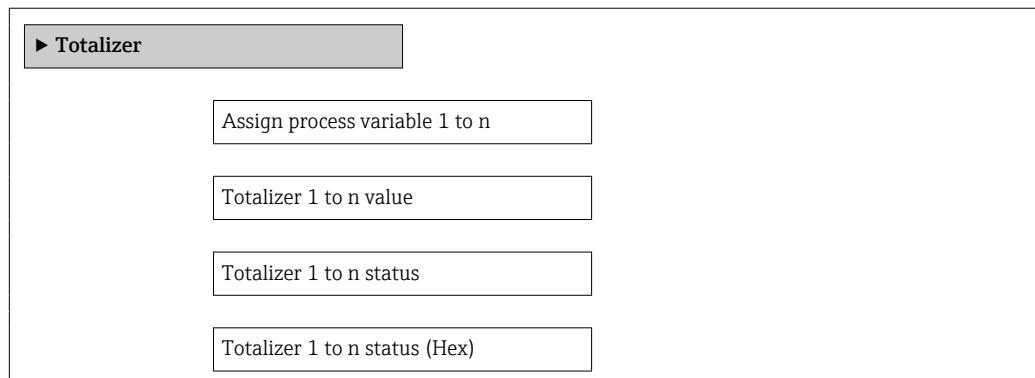 ▶ Totalizer
Assign process variable 1 to n
Totalizer 1 to n value
Totalizer 1 to n status
Totalizer 1 to n status (Hex)